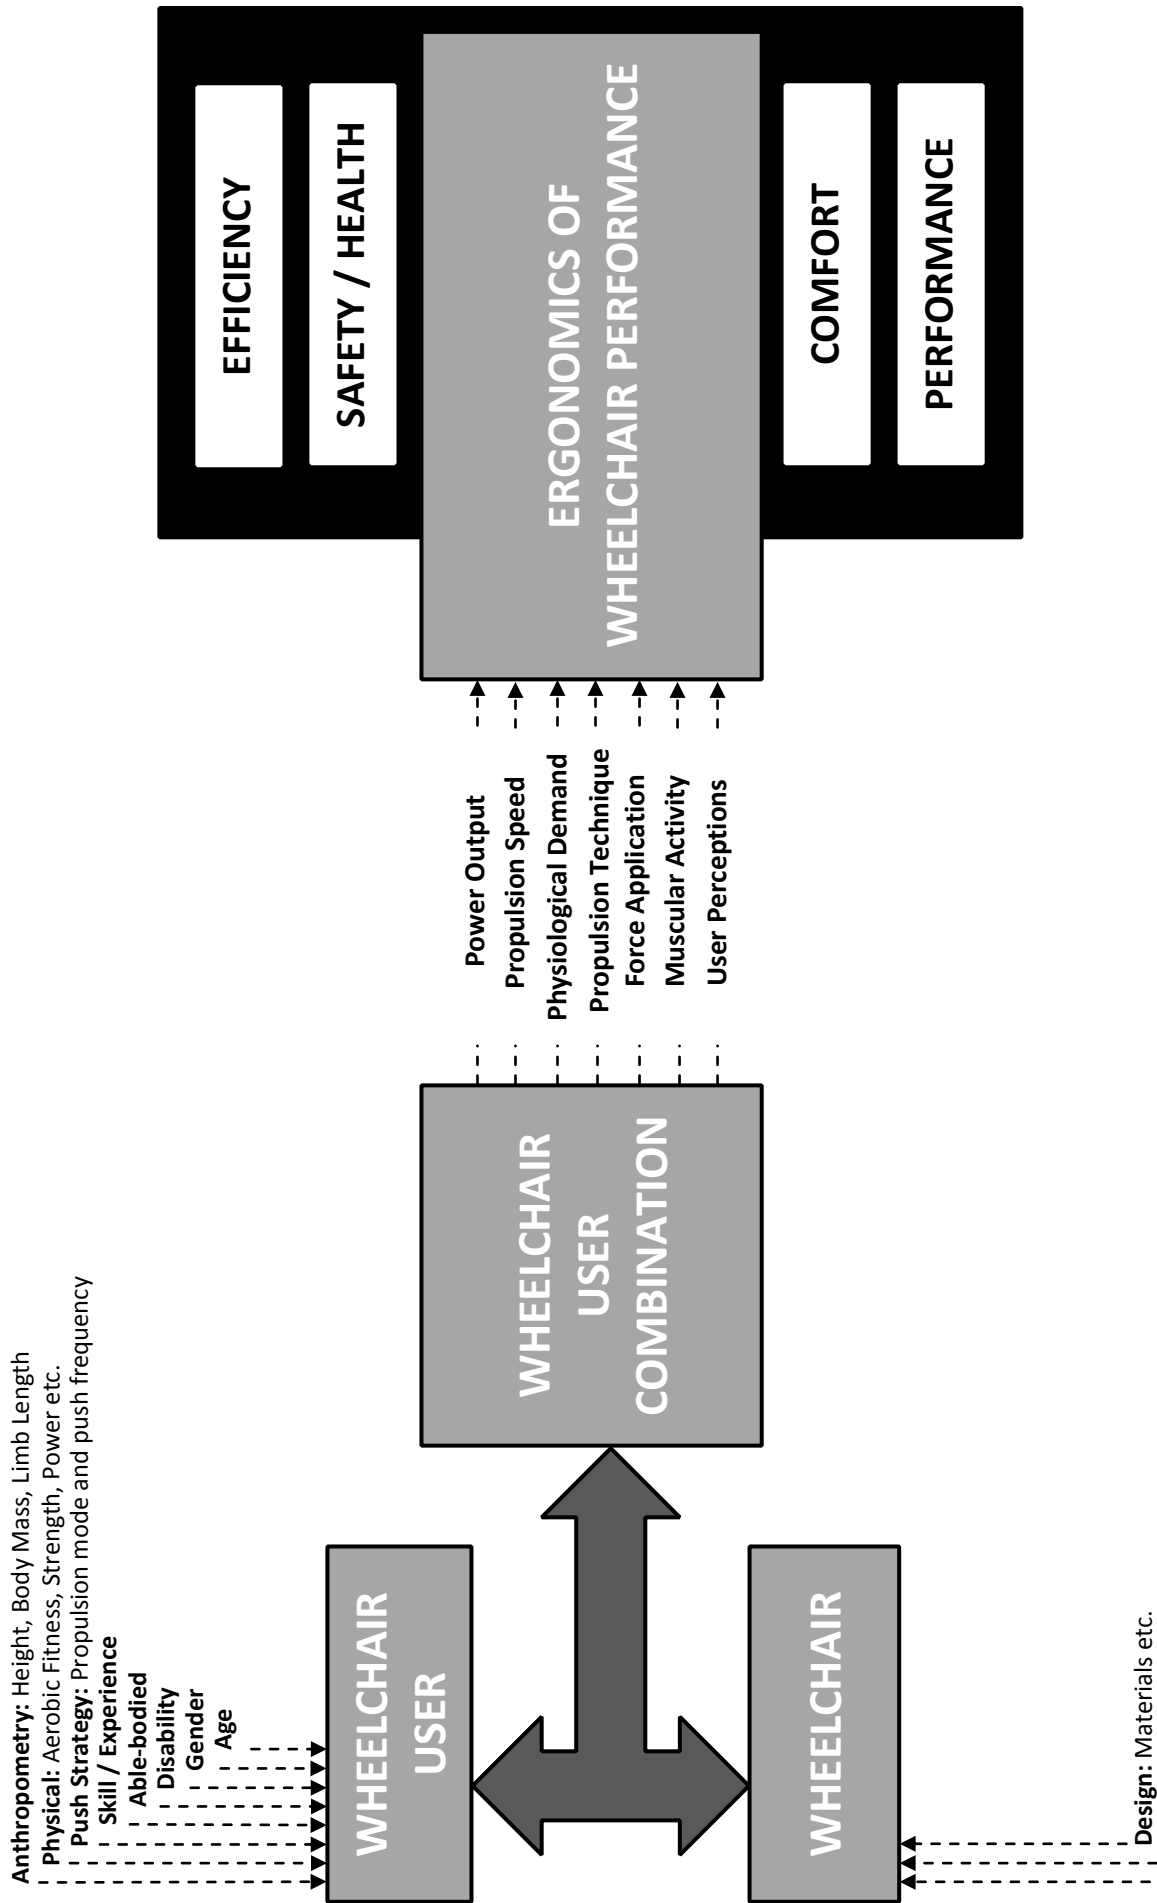 Anthropometry: Height, Body Mass, Limb Length
Physical: Aerobic Fitness, Strength, Power etc.
Push Strategy: Propulsion mode and push frequency
Skill / Experience
Able-bodied
Disability
Gender
Age
WHEELCHAIR
USER
WHEELCHAIR
Design: Materials etc.
WHEELCHAIR
USER
COMBINATION
Power Output
Propulsion Speed
Physiological Demand
Propulsion Technique
Force Application
Muscular Activity
User Perceptions
EFFICIENCY
SAFETY / HEALTH
ERGONOMICS OF
WHEELCHAIR PERFORMANCE
COMFORT
PERFORMANCE